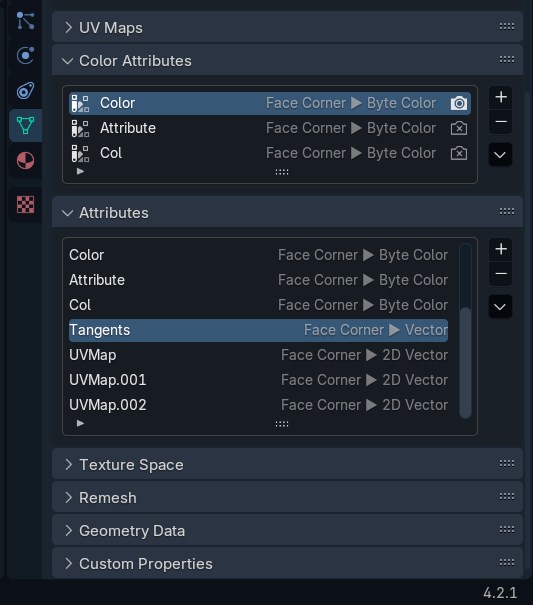 UV Maps
Color Attributes
Color Face Corner ▶ Byte Color
Attribute Face Corner ▶ Byte Color
Col Face Corner ▶ Byte Color
Attributes
Color Face Corner ▶ Byte Color
Attribute Face Corner ▶ Byte Color
Col Face Corner ▶ Byte Color
Tangents Face Corner ▶ Vector
UVMap Face Corner ▶ 2D Vector
UVMap.001 Face Corner ▶ 2D Vector
UVMap.002 Face Corner ▶ 2D Vector
Texture Space
Remesh
Geometry Data
Custom Properties
4.2.1